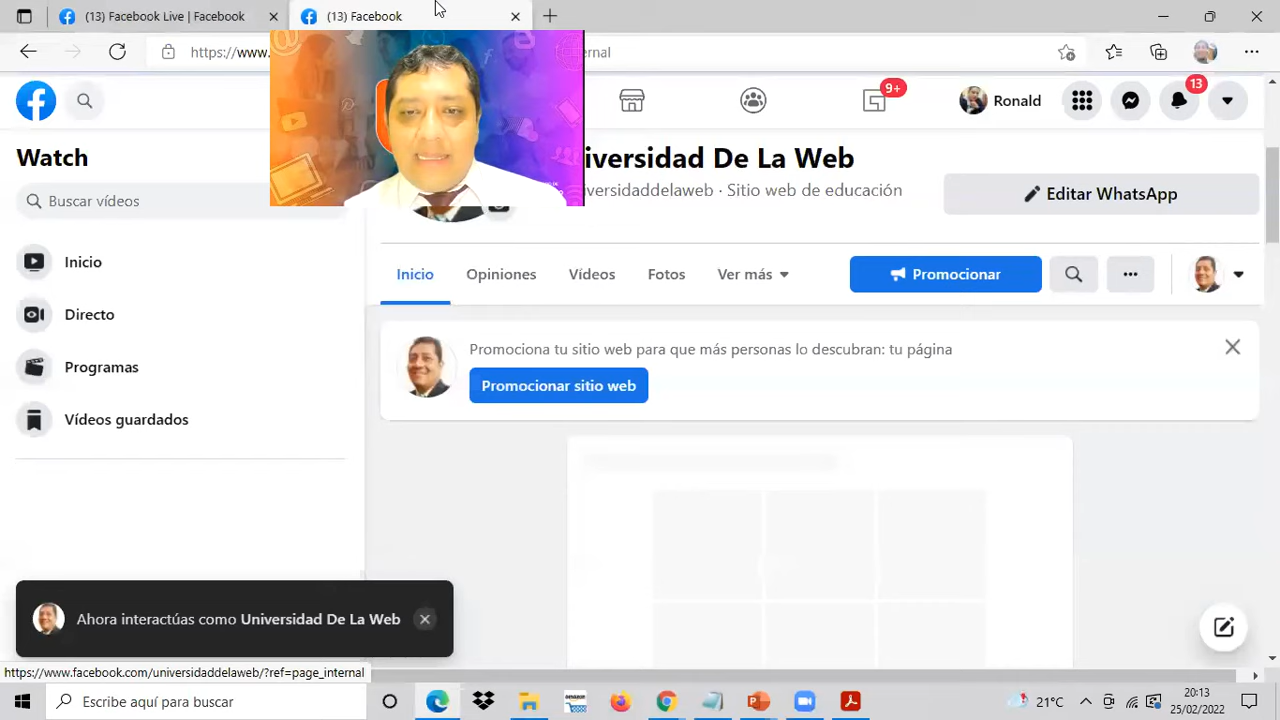 (13) Facebook Live | Facebook
(13) Facebook
https://www.
ernal
9+
Ronald
13
Watch
iversidad De La Web
Buscar vídeos
iversidaddelaweb · Sitio web de educación
Editar WhatsApp
Inicio
Directo
Programas
Vídeos guardados
Inicio
Opiniones
Vídeos
Fotos
Ver más
Promocionar
Promociona tu sitio web para que más personas lo descubran: tu página
Promocionar sitio web
Ahora interactúas como Universidad De La Web
https://www.facebook.com/universidaddelaweb/?ref=page_internal
Escribe aquí para buscar
21°C
20:13
25/02/2022